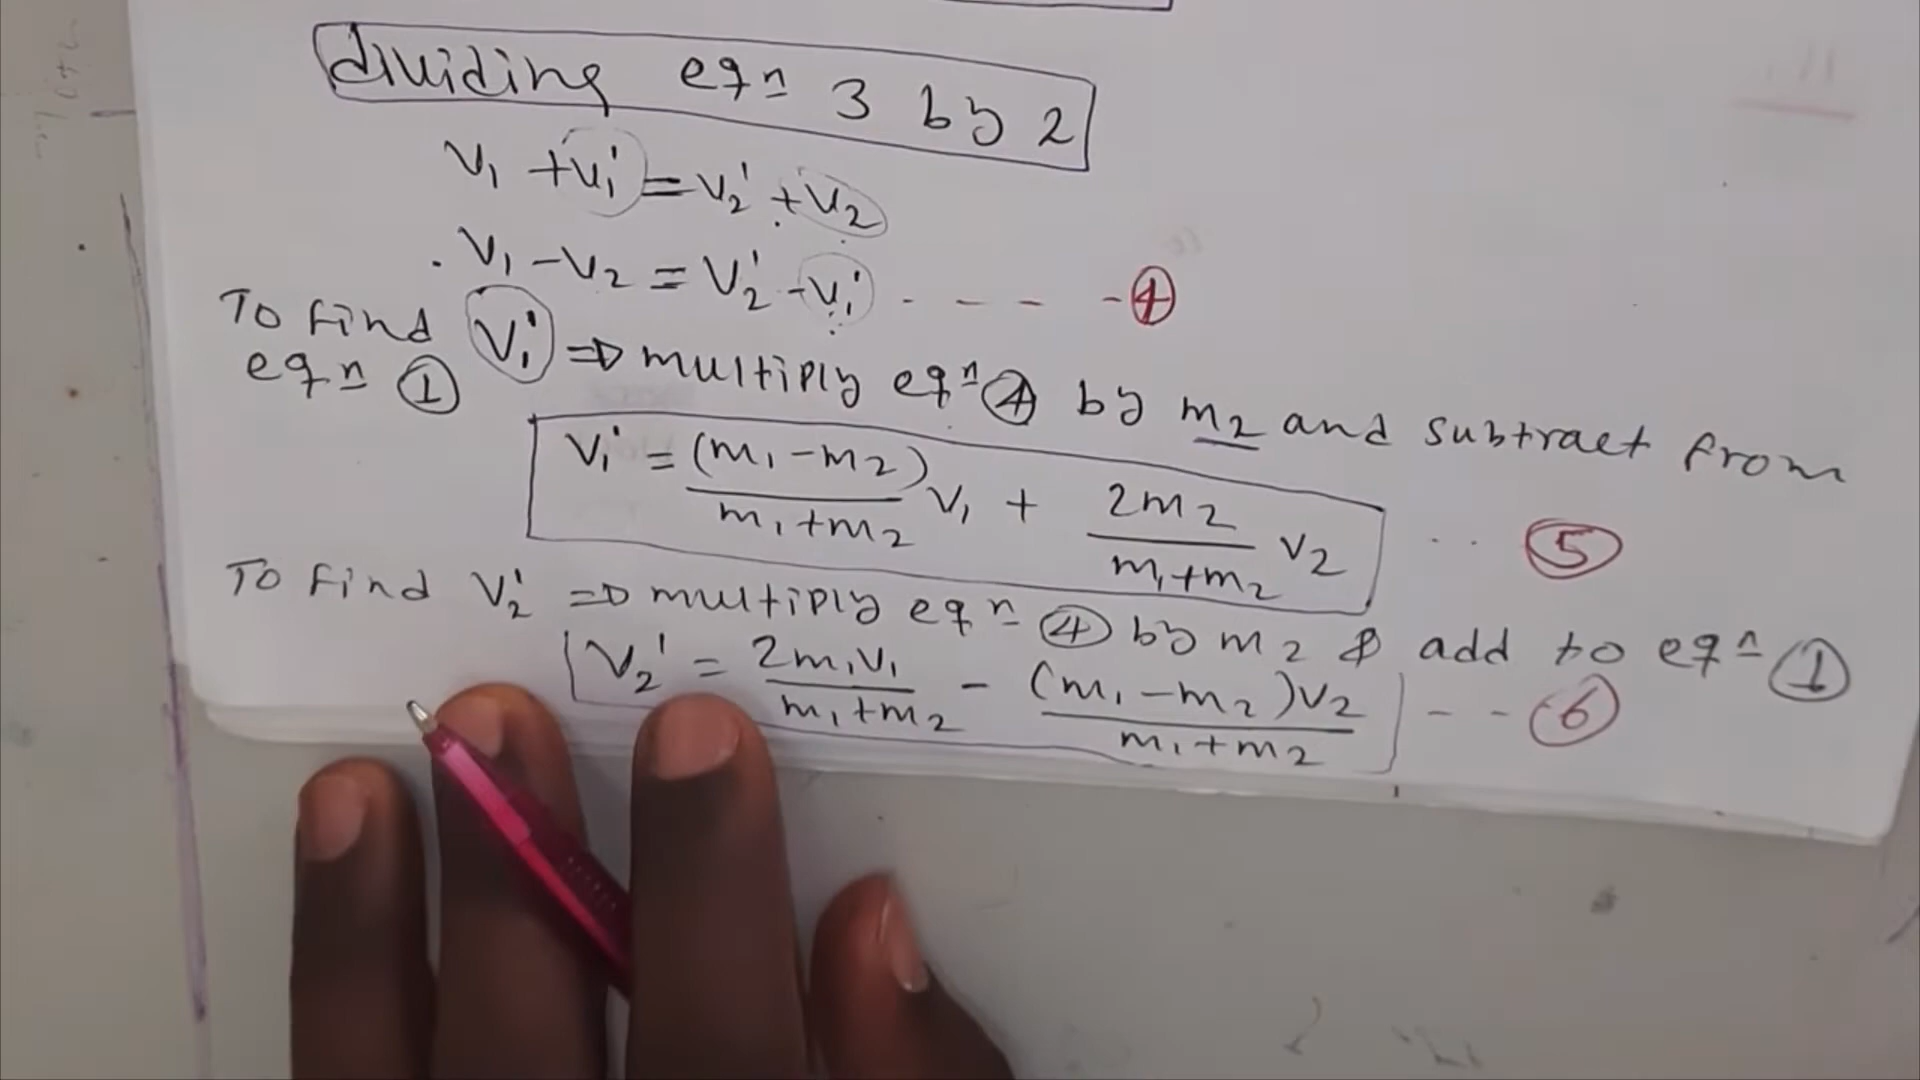 dividing eqn 3 by 2
v₁ + v₁' = v₂' + v₂
v₁ - v₂ = v₂' - v₁' - - - - ④
To find v₁' ⇒ multiply eqn ④ by m₂ and subtract from
eqn ①
v₁' = (m₁ - m₂)/(m₁ + m₂) v₁ + 2m₂/(m₁ + m₂) v₂ .. ⑤
To find v₂' ⇒ multiply eqn ④ by m₂ & add to eqn ①
v₂' = 2m₁v₁/(m₁ + m₂) - (m₁ - m₂)v₂/(m₁ + m₂) - - ⑥